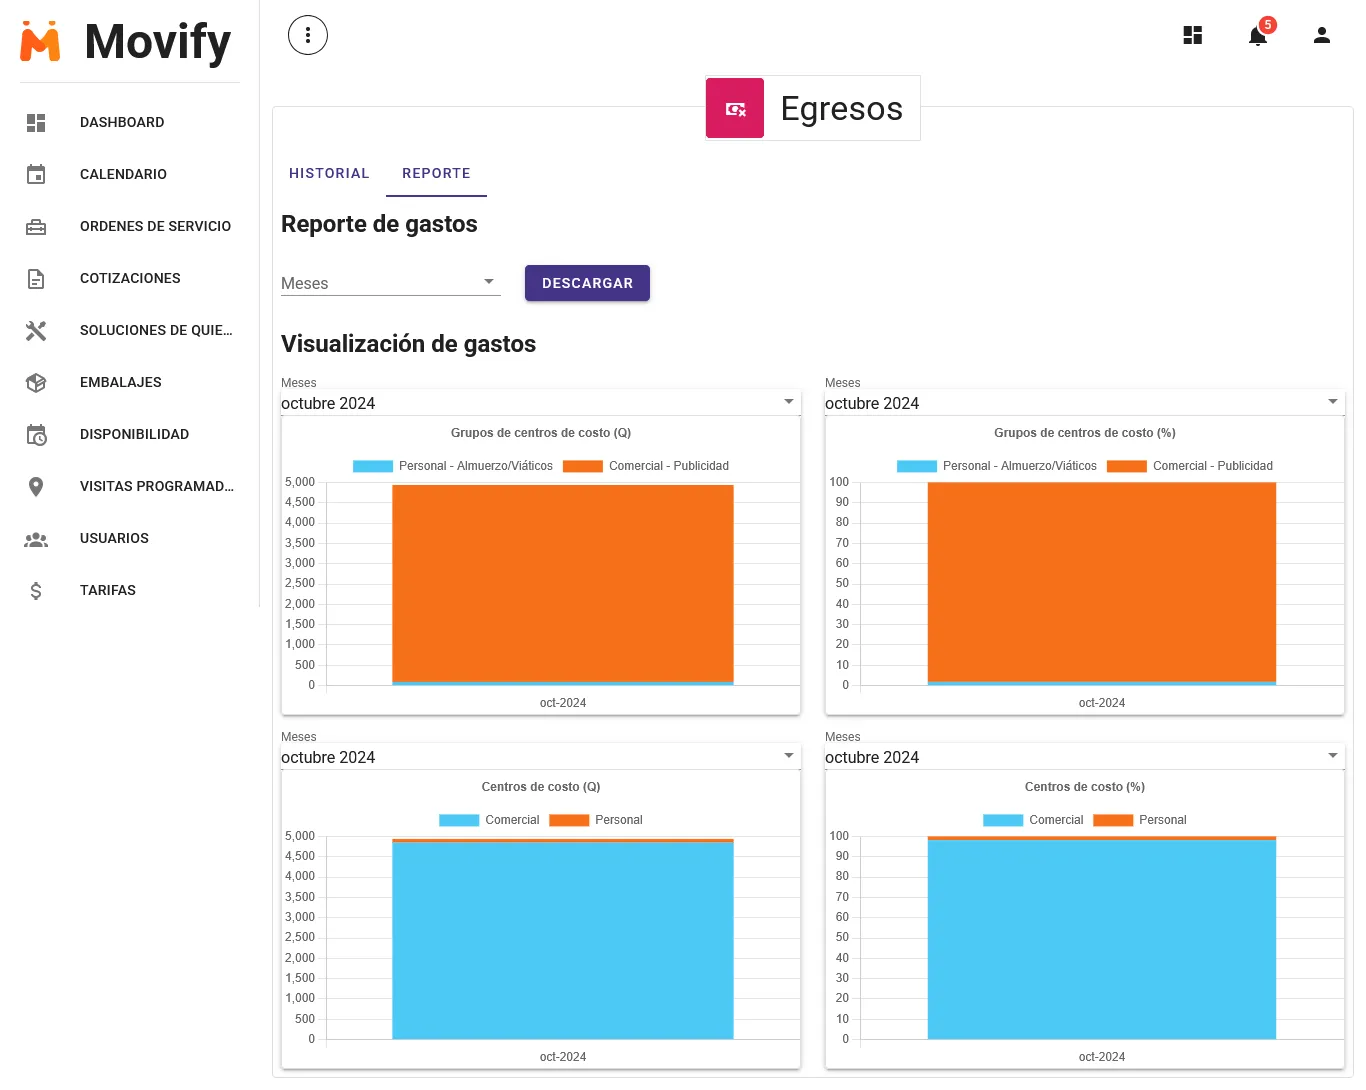 Movify
5
DASHBOARD
CALENDARIO
ORDENES DE SERVICIO
COTIZACIONES
SOLUCIONES DE QUIE...
EMBALAJES
DISPONIBILIDAD
VISITAS PROGRAMAD...
USUARIOS
TARIFAS
Egresos
HISTORIAL REPORTE
Reporte de gastos
Meses DESCARGAR
Visualización de gastos
Meses
octubre 2024
Grupos de centros de costo (Q)
Personal - Almuerzo/Viáticos Comercial - Publicidad
5,000
4,500
4,000
3,500
3,000
2,500
2,000
1,500
1,000
500
0
oct-2024
Meses
octubre 2024
Grupos de centros de costo (%)
Personal - Almuerzo/Viáticos Comercial - Publicidad
100
90
80
70
60
50
40
30
20
10
0
oct-2024
Meses
octubre 2024
Centros de costo (Q)
Comercial Personal
5,000
4,500
4,000
3,500
3,000
2,500
2,000
1,500
1,000
500
0
oct-2024
Meses
octubre 2024
Centros de costo (%)
Comercial Personal
100
90
80
70
60
50
40
30
20
10
0
oct-2024